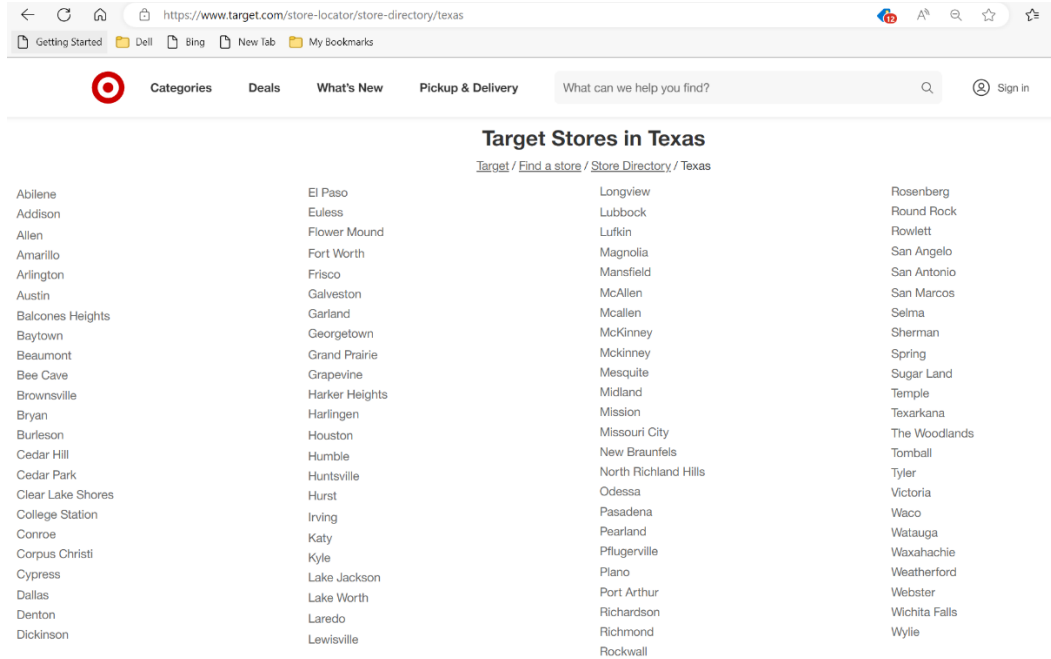 https://www.target.com/store-locator/store-directory/texas
12
Getting Started Dell Bing New Tab My Bookmarks
Categories Deals What's New Pickup & Delivery What can we help you find? Sign in
Target Stores in Texas
Target / Find a store / Store Directory / Texas
Abilene
Addison
Allen
Amarillo
Arlington
Austin
Balcones Heights
Baytown
Beaumont
Bee Cave
Brownsville
Bryan
Burleson
Cedar Hill
Cedar Park
Clear Lake Shores
College Station
Conroe
Corpus Christi
Cypress
Dallas
Denton
Dickinson
El Paso
Euless
Flower Mound
Fort Worth
Frisco
Galveston
Garland
Georgetown
Grand Prairie
Grapevine
Harker Heights
Harlingen
Houston
Humble
Huntsville
Hurst
Irving
Katy
Kyle
Lake Jackson
Lake Worth
Laredo
Lewisville
Longview
Lubbock
Lufkin
Magnolia
Mansfield
McAllen
Mcallen
McKinney
Mckinney
Mesquite
Midland
Mission
Missouri City
New Braunfels
North Richland Hills
Odessa
Pasadena
Pearland
Pflugerville
Plano
Port Arthur
Richardson
Richmond
Rockwall
Rosenberg
Round Rock
Rowlett
San Angelo
San Antonio
San Marcos
Selma
Sherman
Spring
Sugar Land
Temple
Texarkana
The Woodlands
Tomball
Tyler
Victoria
Waco
Watauga
Waxahachie
Weatherford
Webster
Wichita Falls
Wylie